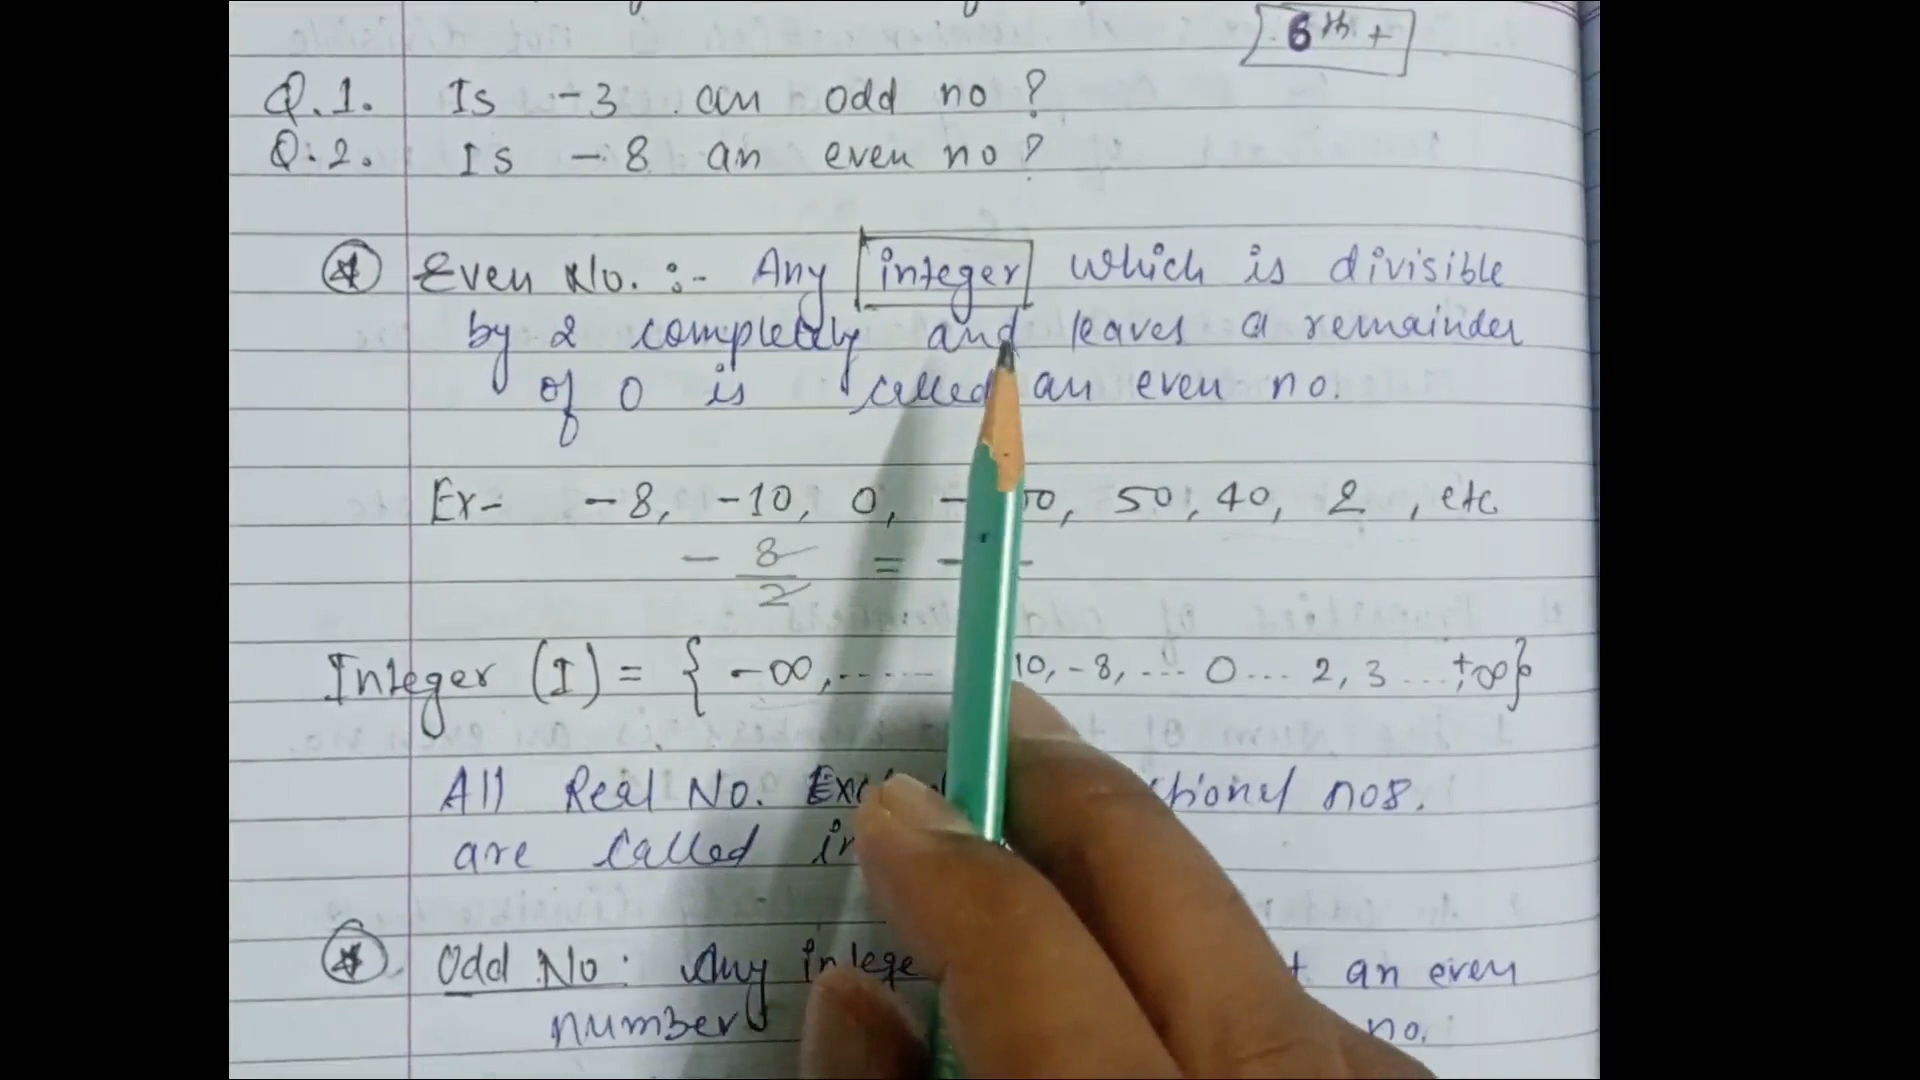 6th +
Q.1. Is -3 an odd no?
Q.2. Is -8 an even no?
Even No. :- Any integer which is divisible
by 2 completely and leaves a remainder
of 0 is called an even no.
Ex- -8, -10, 0, 50, 40, 2, etc
- 8/2 = -
Integer (I) = { -∞, ...... 10, -8, ... 0 ... 2, 3 ... +∞}
All Real No. nos.
are called
Odd No: Any an even
number no.